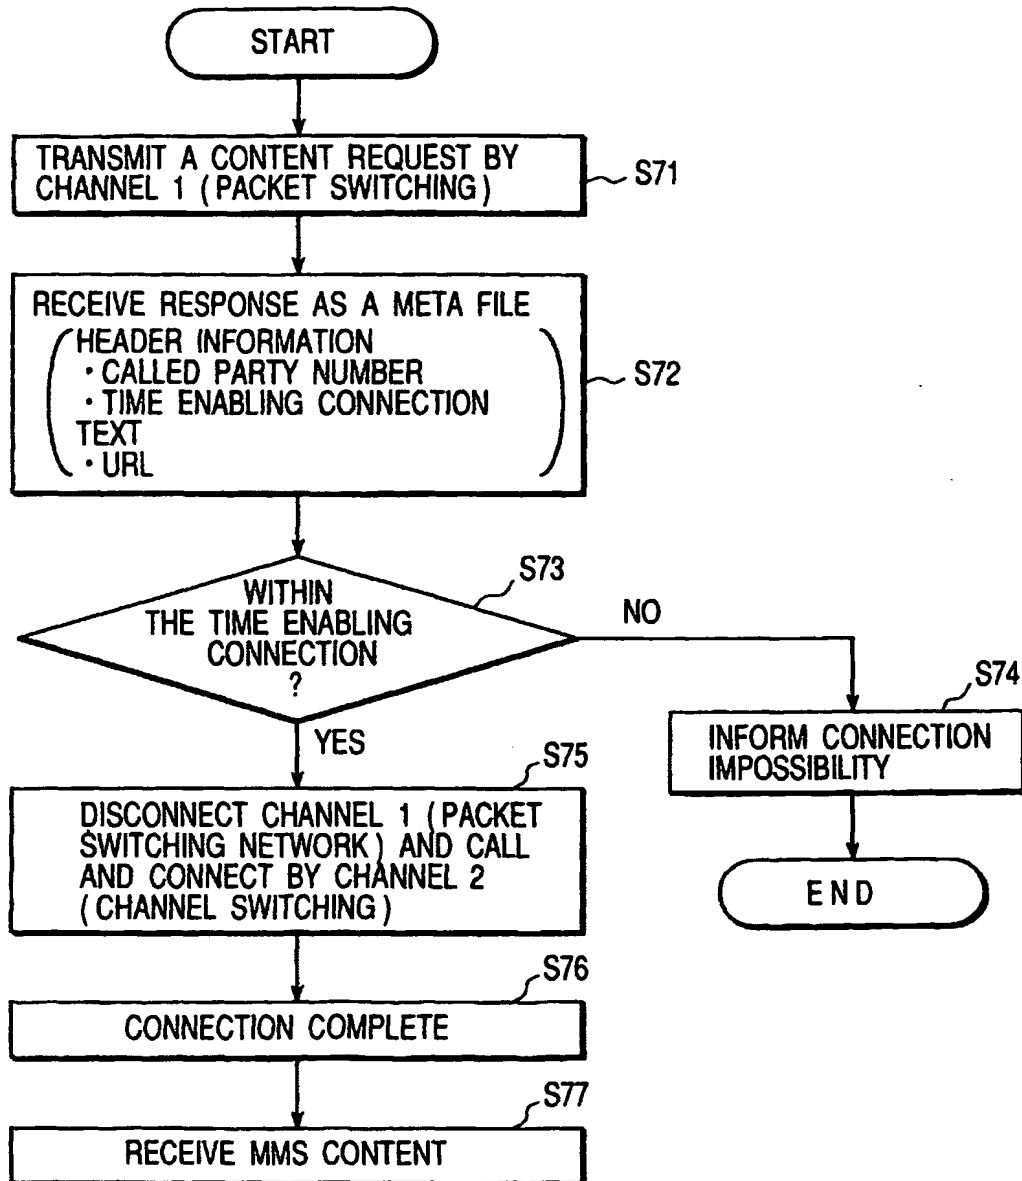 START
TRANSMIT A CONTENT REQUEST BY
CHANNEL 1 (PACKET SWITCHING)
S71
RECEIVE RESPONSE AS A META FILE
HEADER INFORMATION
・CALLED PARTY NUMBER
・TIME ENABLING CONNECTION
TEXT
・URL
S72
WITHIN
THE TIME ENABLING
CONNECTION
?
S73
NO
S74
INFORM CONNECTION
IMPOSSIBILITY
END
YES
S75
DISCONNECT CHANNEL 1 (PACKET
SWITCHING NETWORK) AND CALL
AND CONNECT BY CHANNEL 2
(CHANNEL SWITCHING)
S76
CONNECTION COMPLETE
S77
RECEIVE MMS CONTENT